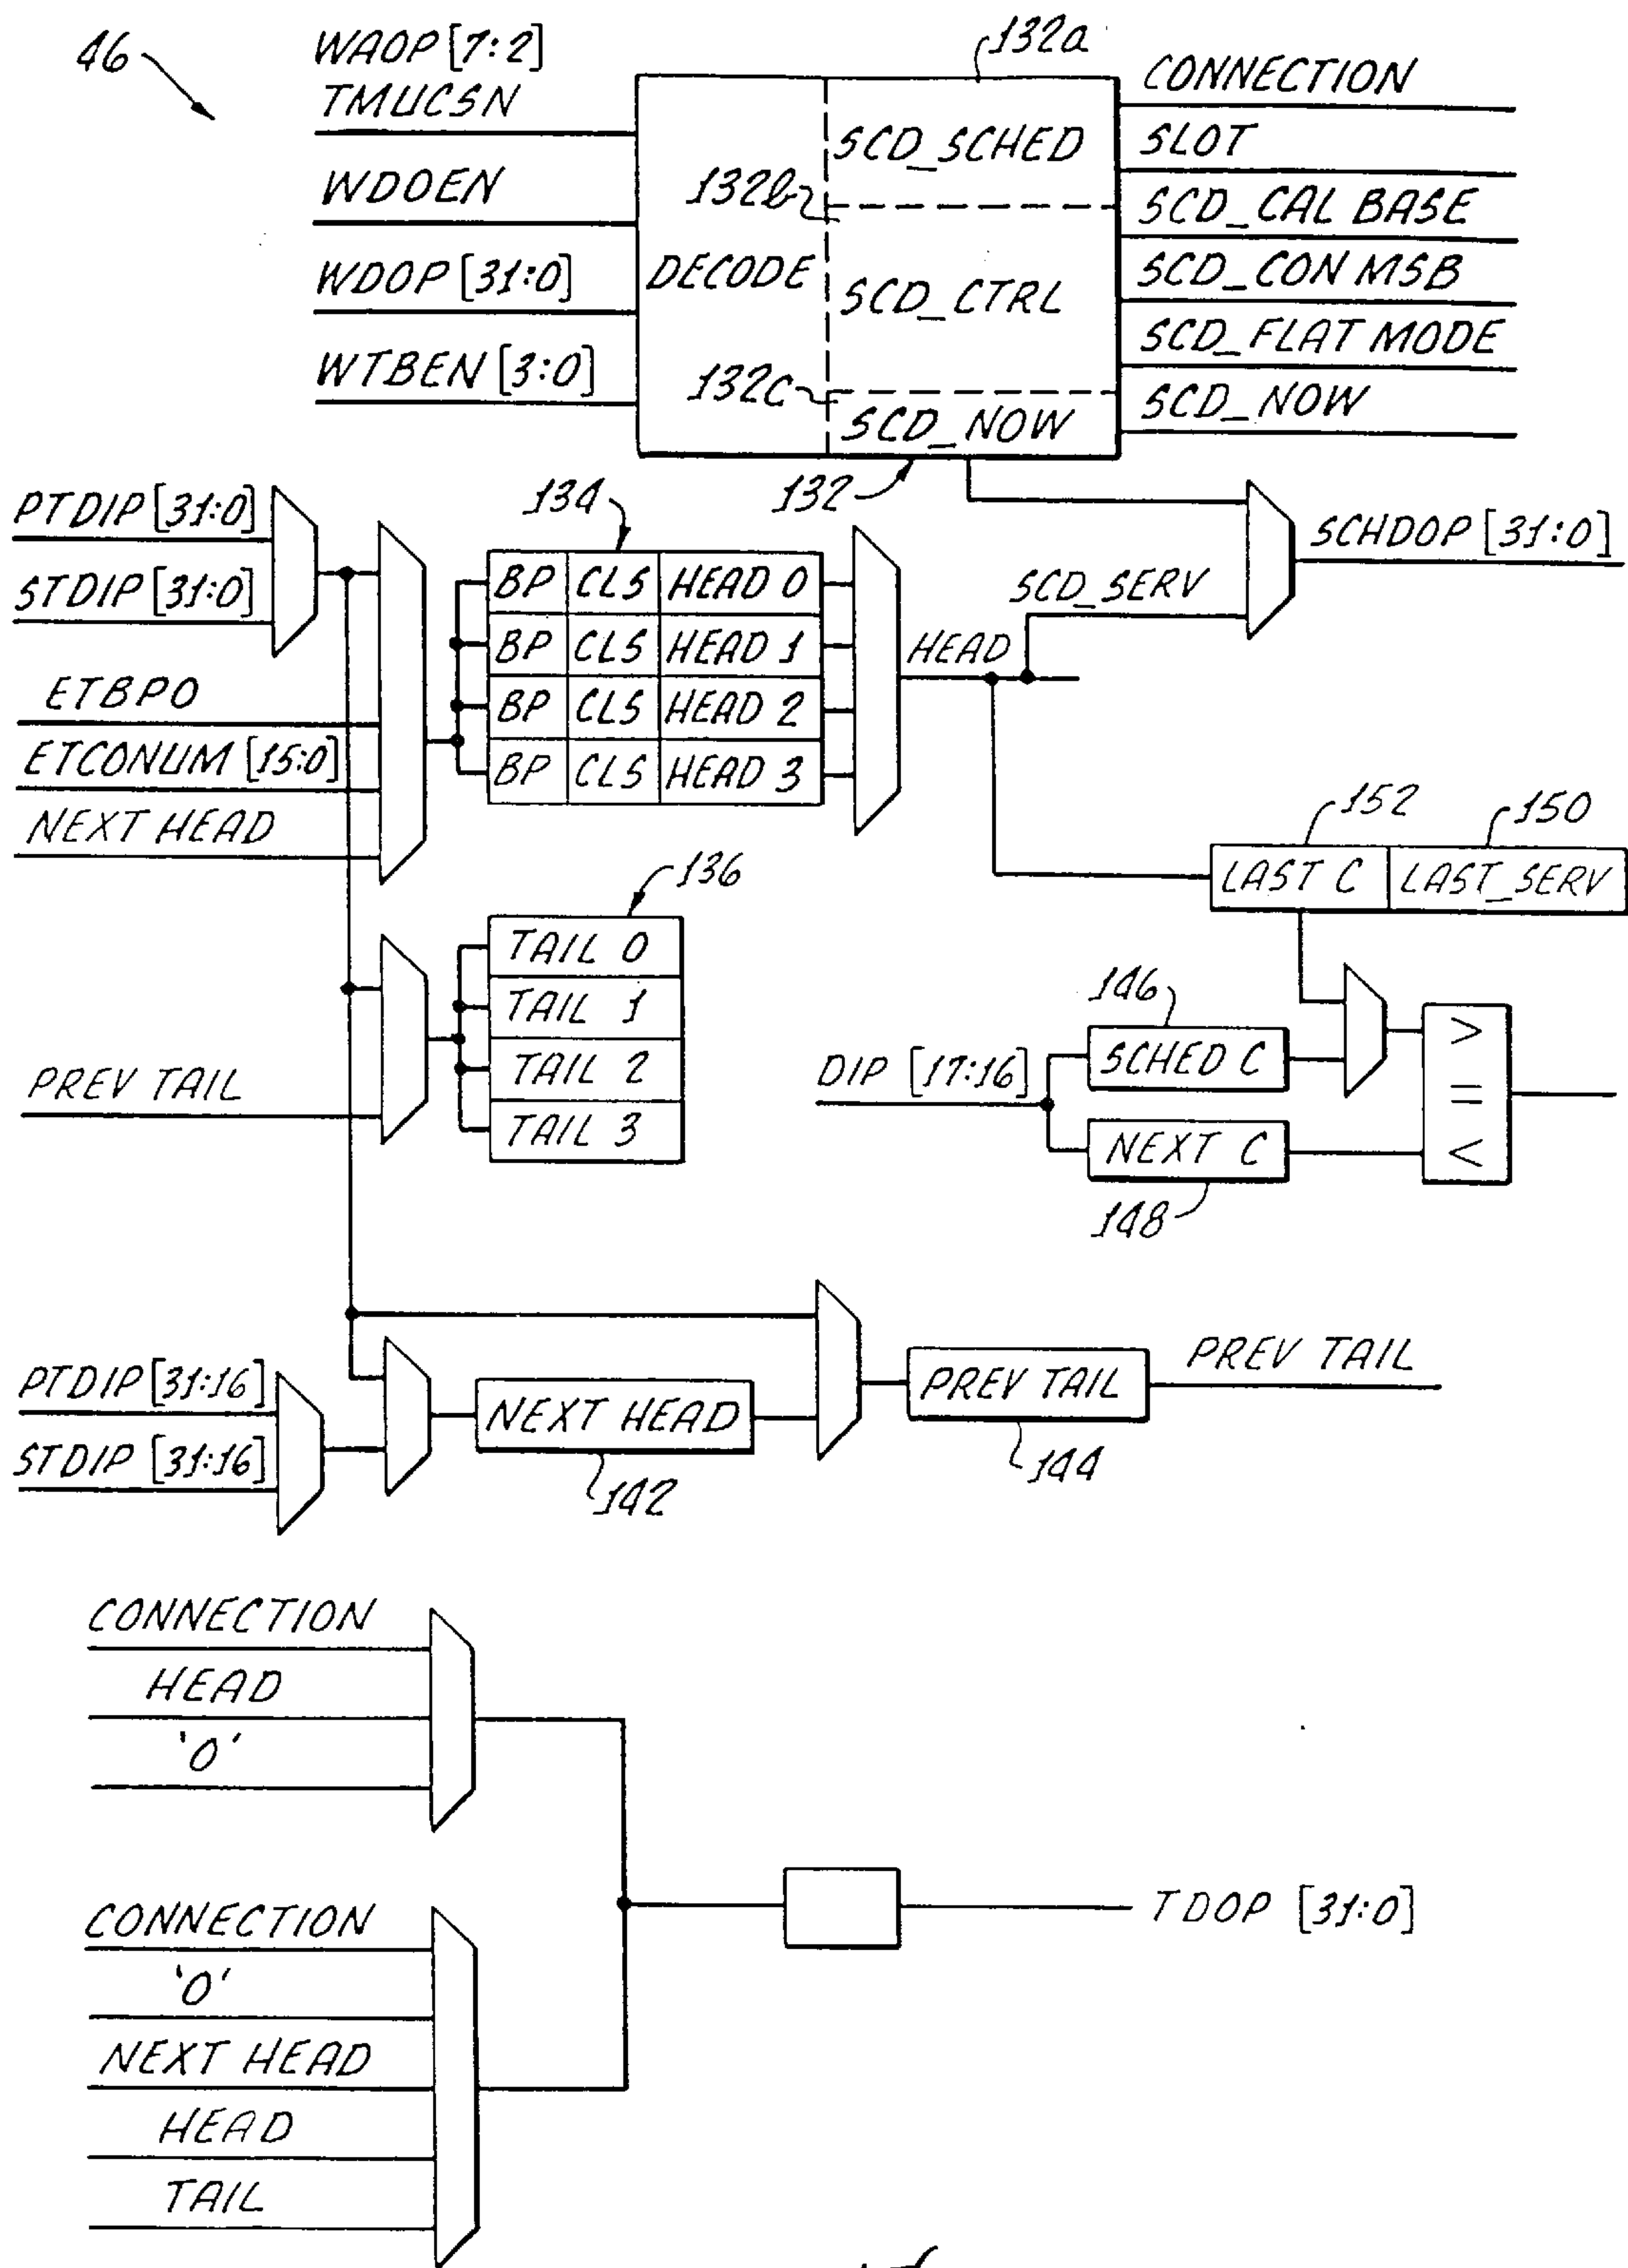 46
WAOP [7:2]
TMUCSN
WDOEN
WDOP [31:0]
WTBEN [3:0]
DECODE
132a
SCD_SCHED
132b
SCD_CTRL
132c
SCD_NOW
132
CONNECTION
SLOT
SCD_CAL BASE
SCD_CON MSB
SCD_FLAT MODE
SCD_NOW
PTDIP [31:0]
STDIP [31:0]
ETBPO
ETCONUM [15:0]
NEXT HEAD
134
BP CLS HEAD 0
BP CLS HEAD 1
BP CLS HEAD 2
BP CLS HEAD 3
HEAD
SCD_SERV
SCHDOP [31:0]
152
150
LAST C LAST_SERV
136
TAIL 0
TAIL 1
TAIL 2
TAIL 3
PREV TAIL
DIP [17:16]
146
SCHED C
NEXT C
148
>
=
<
PTDIP [31:16]
STDIP [31:16]
NEXT HEAD
142
PREV TAIL
144
PREV TAIL
CONNECTION
HEAD
'0'
CONNECTION
'0'
NEXT HEAD
HEAD
TAIL
TDOP [31:0]